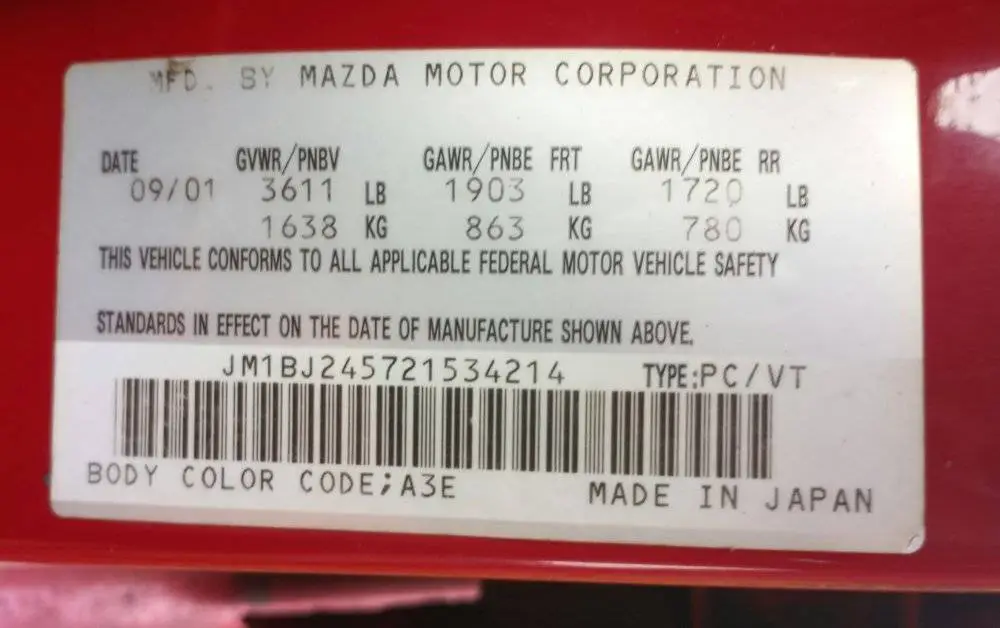 MFD. BY MAZDA MOTOR CORPORATION
DATE GVWR/PNBV GAWR/PNBE FRT GAWR/PNBE RR
09/01 3611 LB 1903 LB 1720 LB
1638 KG 863 KG 780 KG
THIS VEHICLE CONFORMS TO ALL APPLICABLE FEDERAL MOTOR VEHICLE SAFETY
STANDARDS IN EFFECT ON THE DATE OF MANUFACTURE SHOWN ABOVE.
JM1BJ245721534214 TYPE:PC/VT
BODY COLOR CODE;A3E MADE IN JAPAN